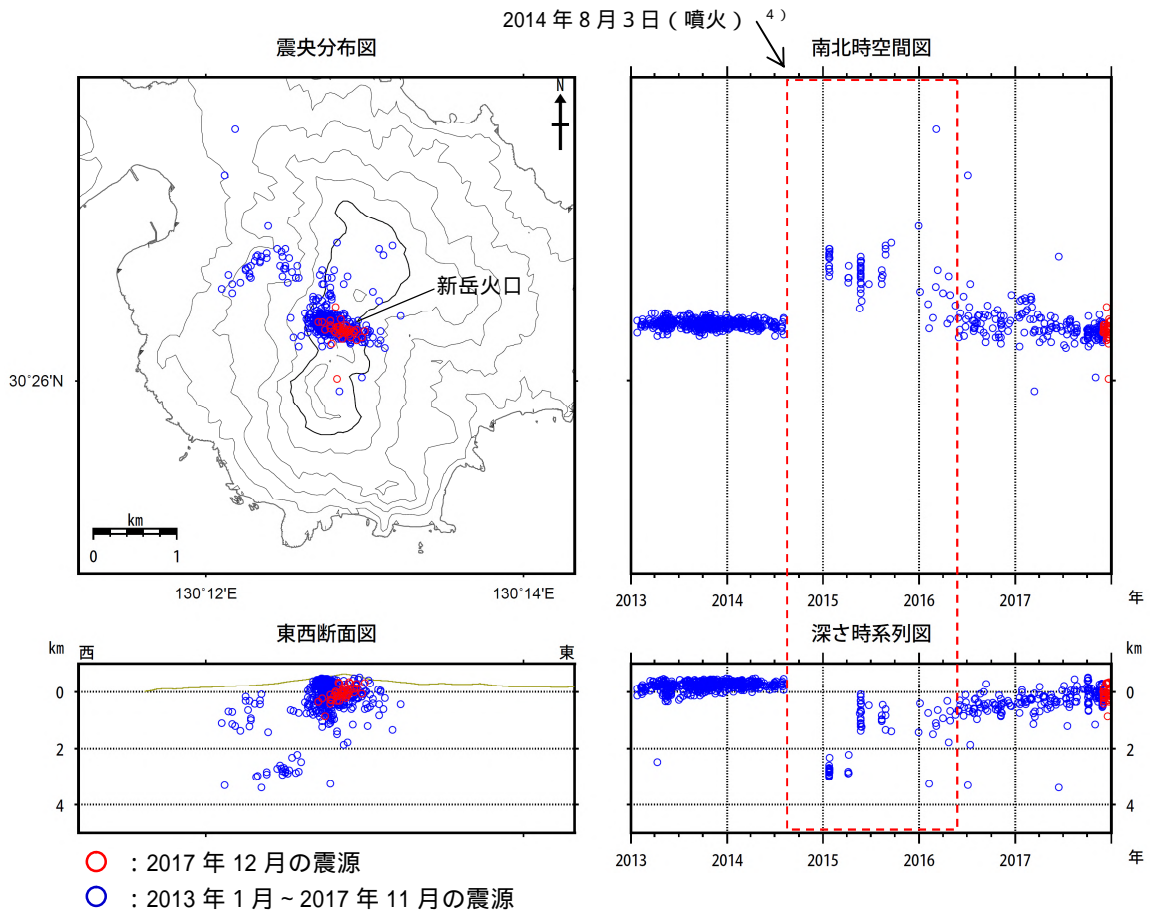 2014 年 8 月 3 日（噴火） 4）
震央分布図
南北時空間図
N
新岳火口
30°26'N
km
0 1
130°12'E 130°14'E
2013 2014 2015 2016 2017 年
東西断面図
深さ時系列図
km 西 東
km
0
2
4
0
2
4
2013 2014 2015 2016 2017 年
：2017 年 12 月の震源
：2013 年 1 月～2017 年 11 月の震源